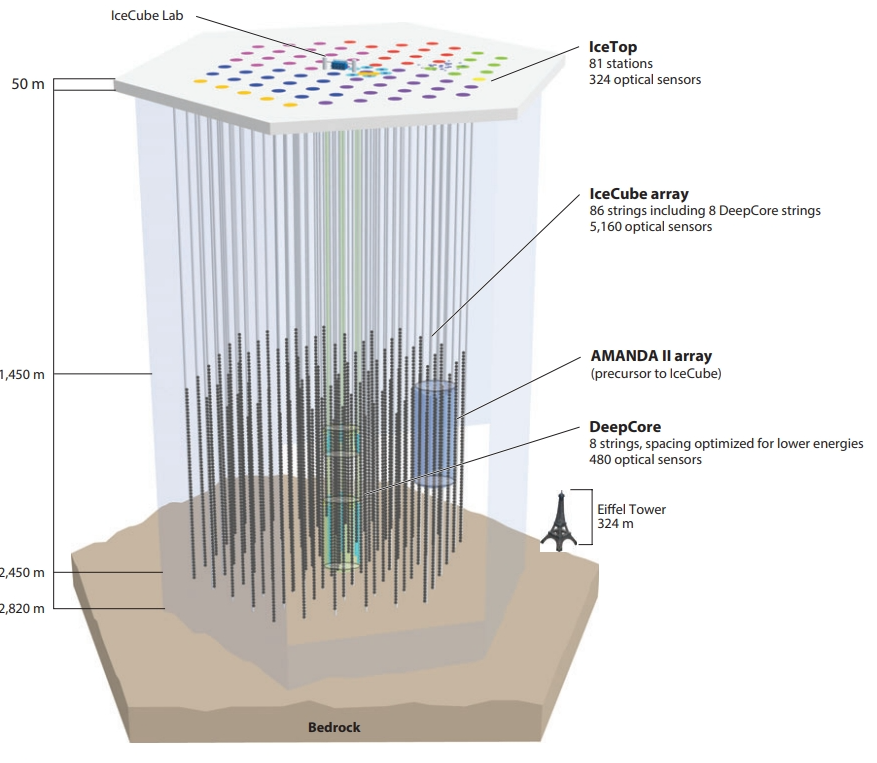 IceCube Lab
IceTop
81 stations
324 optical sensors
50 m
IceCube array
86 strings including 8 DeepCore strings
5,160 optical sensors
1,450 m
AMANDA II array
(precursor to IceCube)
DeepCore
8 strings, spacing optimized for lower energies
480 optical sensors
Eiffel Tower
324 m
2,450 m
2,820 m
Bedrock